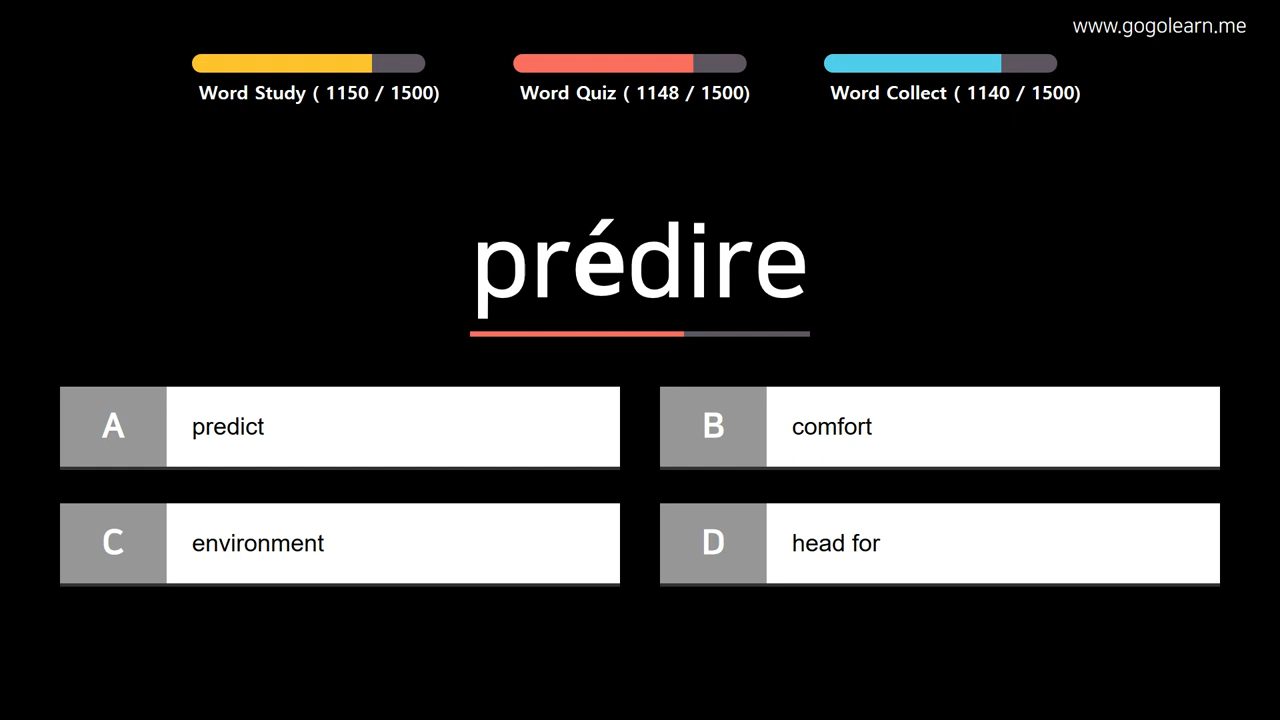 www.gogolearn.me
Word Study ( 1150 / 1500)
Word Quiz ( 1148 / 1500)
Word Collect ( 1140 / 1500)
prédire
A predict
B comfort
C environment
D head for